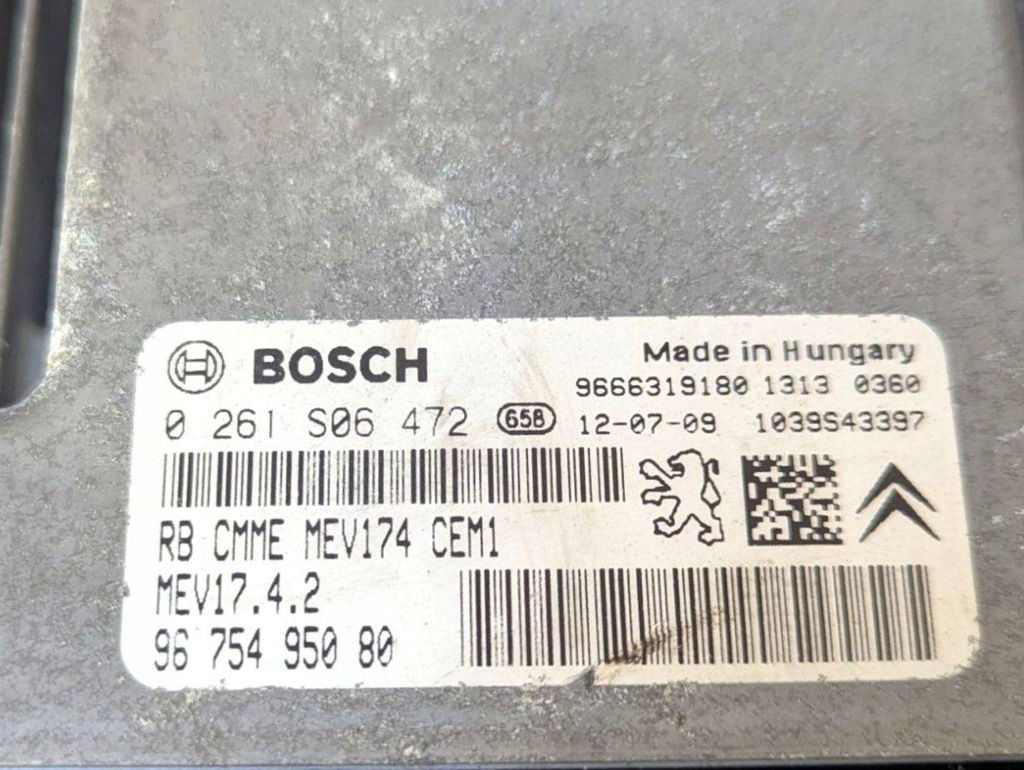 BOSCH
Made in Hungary
9666319180 1313 0360
0 261 S06 472 658 12-07-09 1039S43397
RB CMME MEV174 CEM1
MEV17.4.2
96 754 950 80